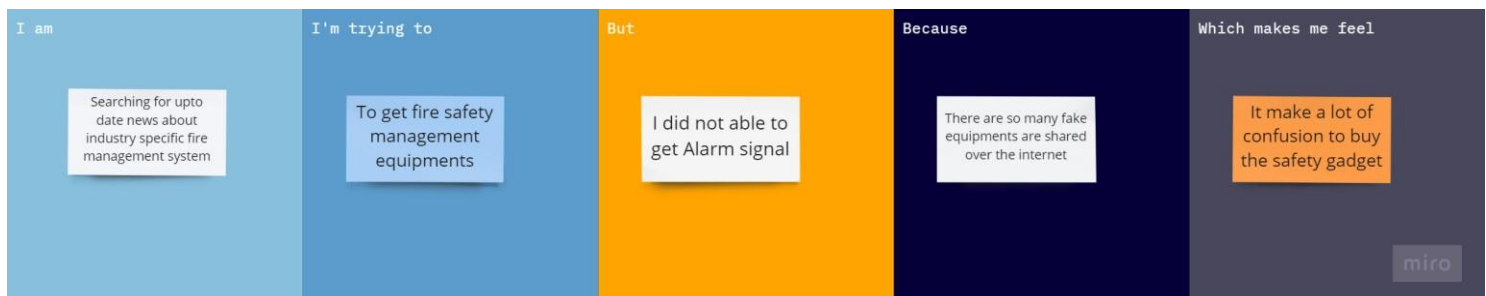 I am
Searching for upto
date news about
industry specific fire
management system
I'm trying to
To get fire safety
management
equipments
But
I did not able to
get Alarm signal
Because
There are so many fake
equipments are shared
over the internet
Which makes me feel
It make a lot of
confusion to buy
the safety gadget
miro